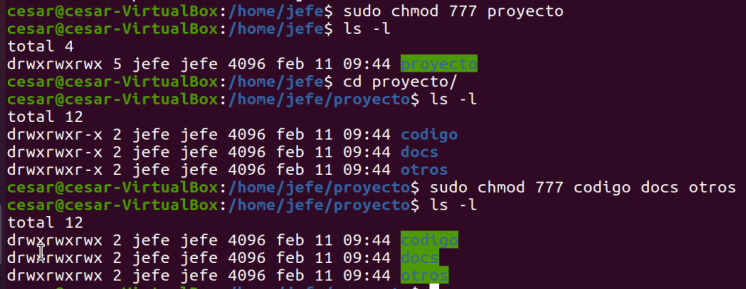 cesar@cesar-VirtualBox:/home/jefe$ sudo chmod 777 proyecto
cesar@cesar-VirtualBox:/home/jefe$ ls -l
total 4
drwxrwxrwx 5 jefe jefe 4096 feb 11 09:44 proyecto
cesar@cesar-VirtualBox:/home/jefe$ cd proyecto/
cesar@cesar-VirtualBox:/home/jefe/proyecto$ ls -l
total 12
drwxrwxr-x 2 jefe jefe 4096 feb 11 09:44 codigo
drwxrwxr-x 2 jefe jefe 4096 feb 11 09:44 docs
drwxrwxr-x 2 jefe jefe 4096 feb 11 09:44 otros
cesar@cesar-VirtualBox:/home/jefe/proyecto$ sudo chmod 777 codigo docs otros
cesar@cesar-VirtualBox:/home/jefe/proyecto$ ls -l
total 12
drwxrwxrwx 2 jefe jefe 4096 feb 11 09:44 codigo
drwxrwxrwx 2 jefe jefe 4096 feb 11 09:44 docs
drwxrwxrwx 2 jefe jefe 4096 feb 11 09:44 otros